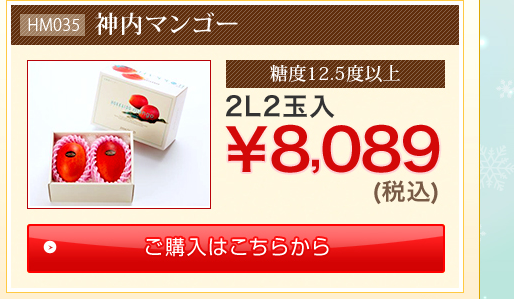 HM035 神内マンゴー
糖度12.5度以上
2L2玉入
¥8,089
(税込)
ご購入はこちらから